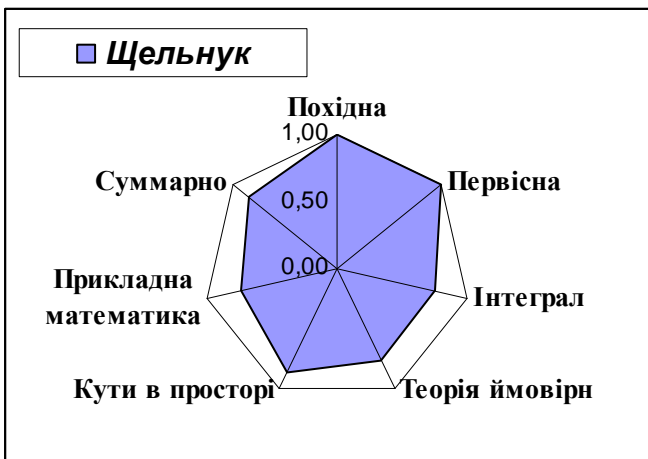 Щельнук
Похідна
1,00
Суммарно
Первісна
0,50
0,00
Прикладна
математика
Інтеграл
Кути в просторі
Теорія ймовірн